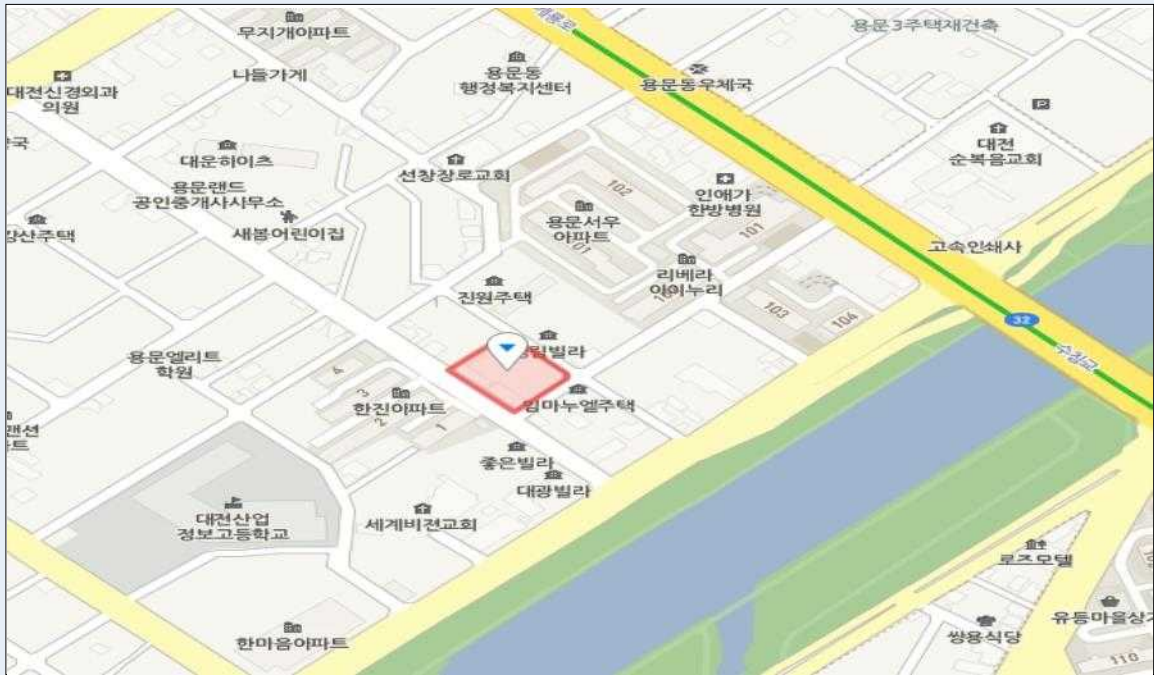 무지개아파트
나들가게
대전신경외과
의원
대운하이츠
용문랜드
공인중개사사무소
새봄어린이집
강산주택
용문동
행정복지센터
선창장로교회
계룡로
용문3주택재건축
용문동우체국
P
대전
순복음교회
102
용문서우
아파트
101
인애가
한방병원
101
리베라
아이누리
103
104
고속인쇄사
32
수침교
진원주택
용문엘리트
학원
4
3
2
1
한진아파트
임마누엘주택
좋은빌라
대광빌라
대전산업
정보고등학교
세계비전교회
한마음아파트
로즈모텔
유등마을상가
쌍용식당
110